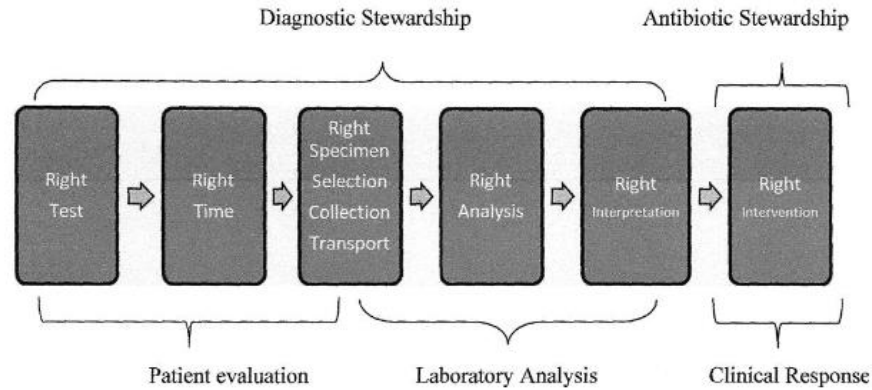 Diagnostic Stewardship
Antibiotic Stewardship
Right
Test
Right
Time
Right
Specimen
Selection
Collection
Transport
Right
Analysis
Right
Interpretation
Right
Intervention
Patient evaluation
Laboratory Analysis
Clinical Response